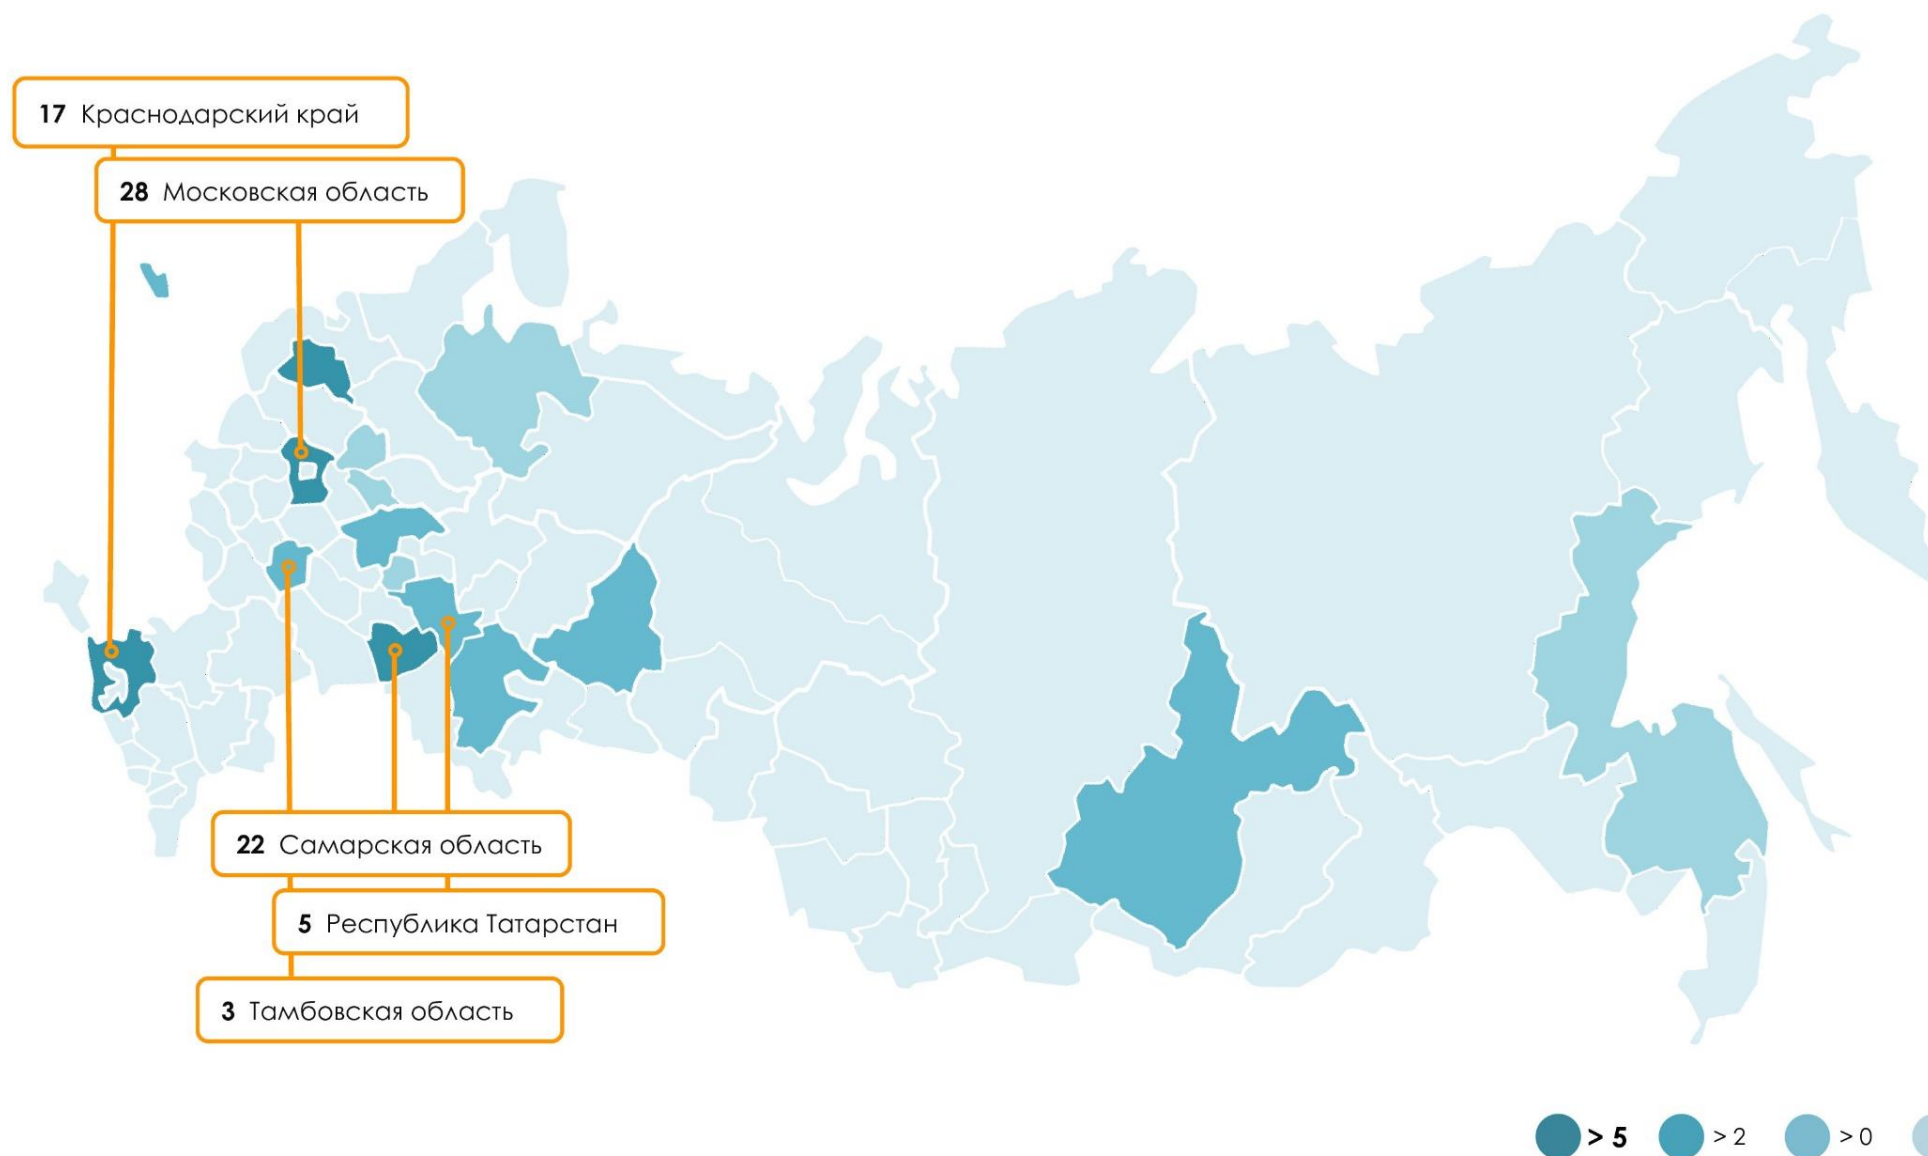 17 Краснодарский край
28 Московская область
22 Самарская область
5 Республика Татарстан
3 Тамбовская область
> 5 > 2 > 0